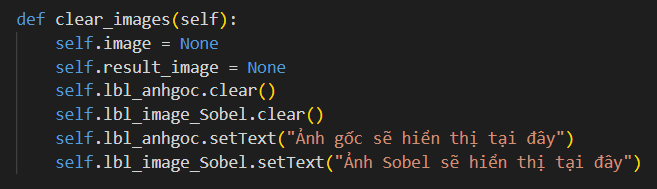 def clear_images(self):
    self.image = None
    self.result_image = None
    self.lbl_anhgoc.clear()
    self.lbl_image_Sobel.clear()
    self.lbl_anhgoc.setText("Ảnh gốc sẽ hiển thị tại đây")
    self.lbl_image_Sobel.setText("Ảnh Sobel sẽ hiển thị tại đây")